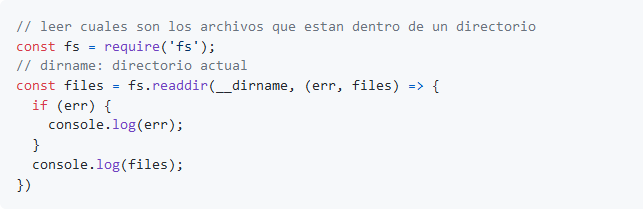 // leer cuales son los archivos que estan dentro de un directorio
const fs = require('fs');
// dirname: directorio actual
const files = fs.readdir(__dirname, (err, files) => {
  if (err) {
    console.log(err);
  }
  console.log(files);
})